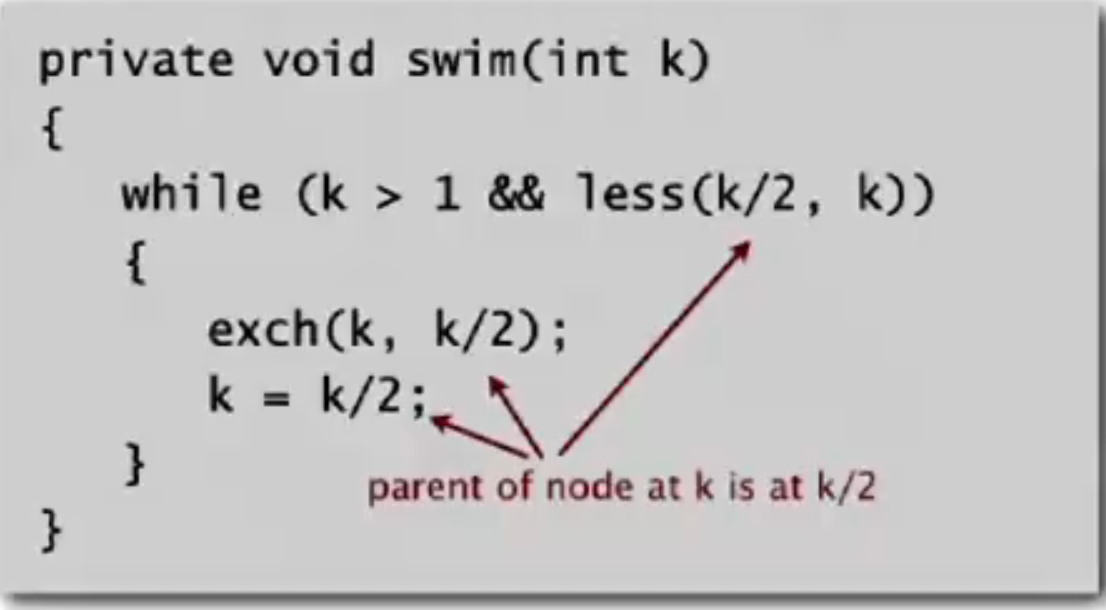 private void swim(int k)
{
while (k > 1 && less(k/2, k))
{
exch(k, k/2);
k = k/2;
}
parent of node at k is at k/2
}